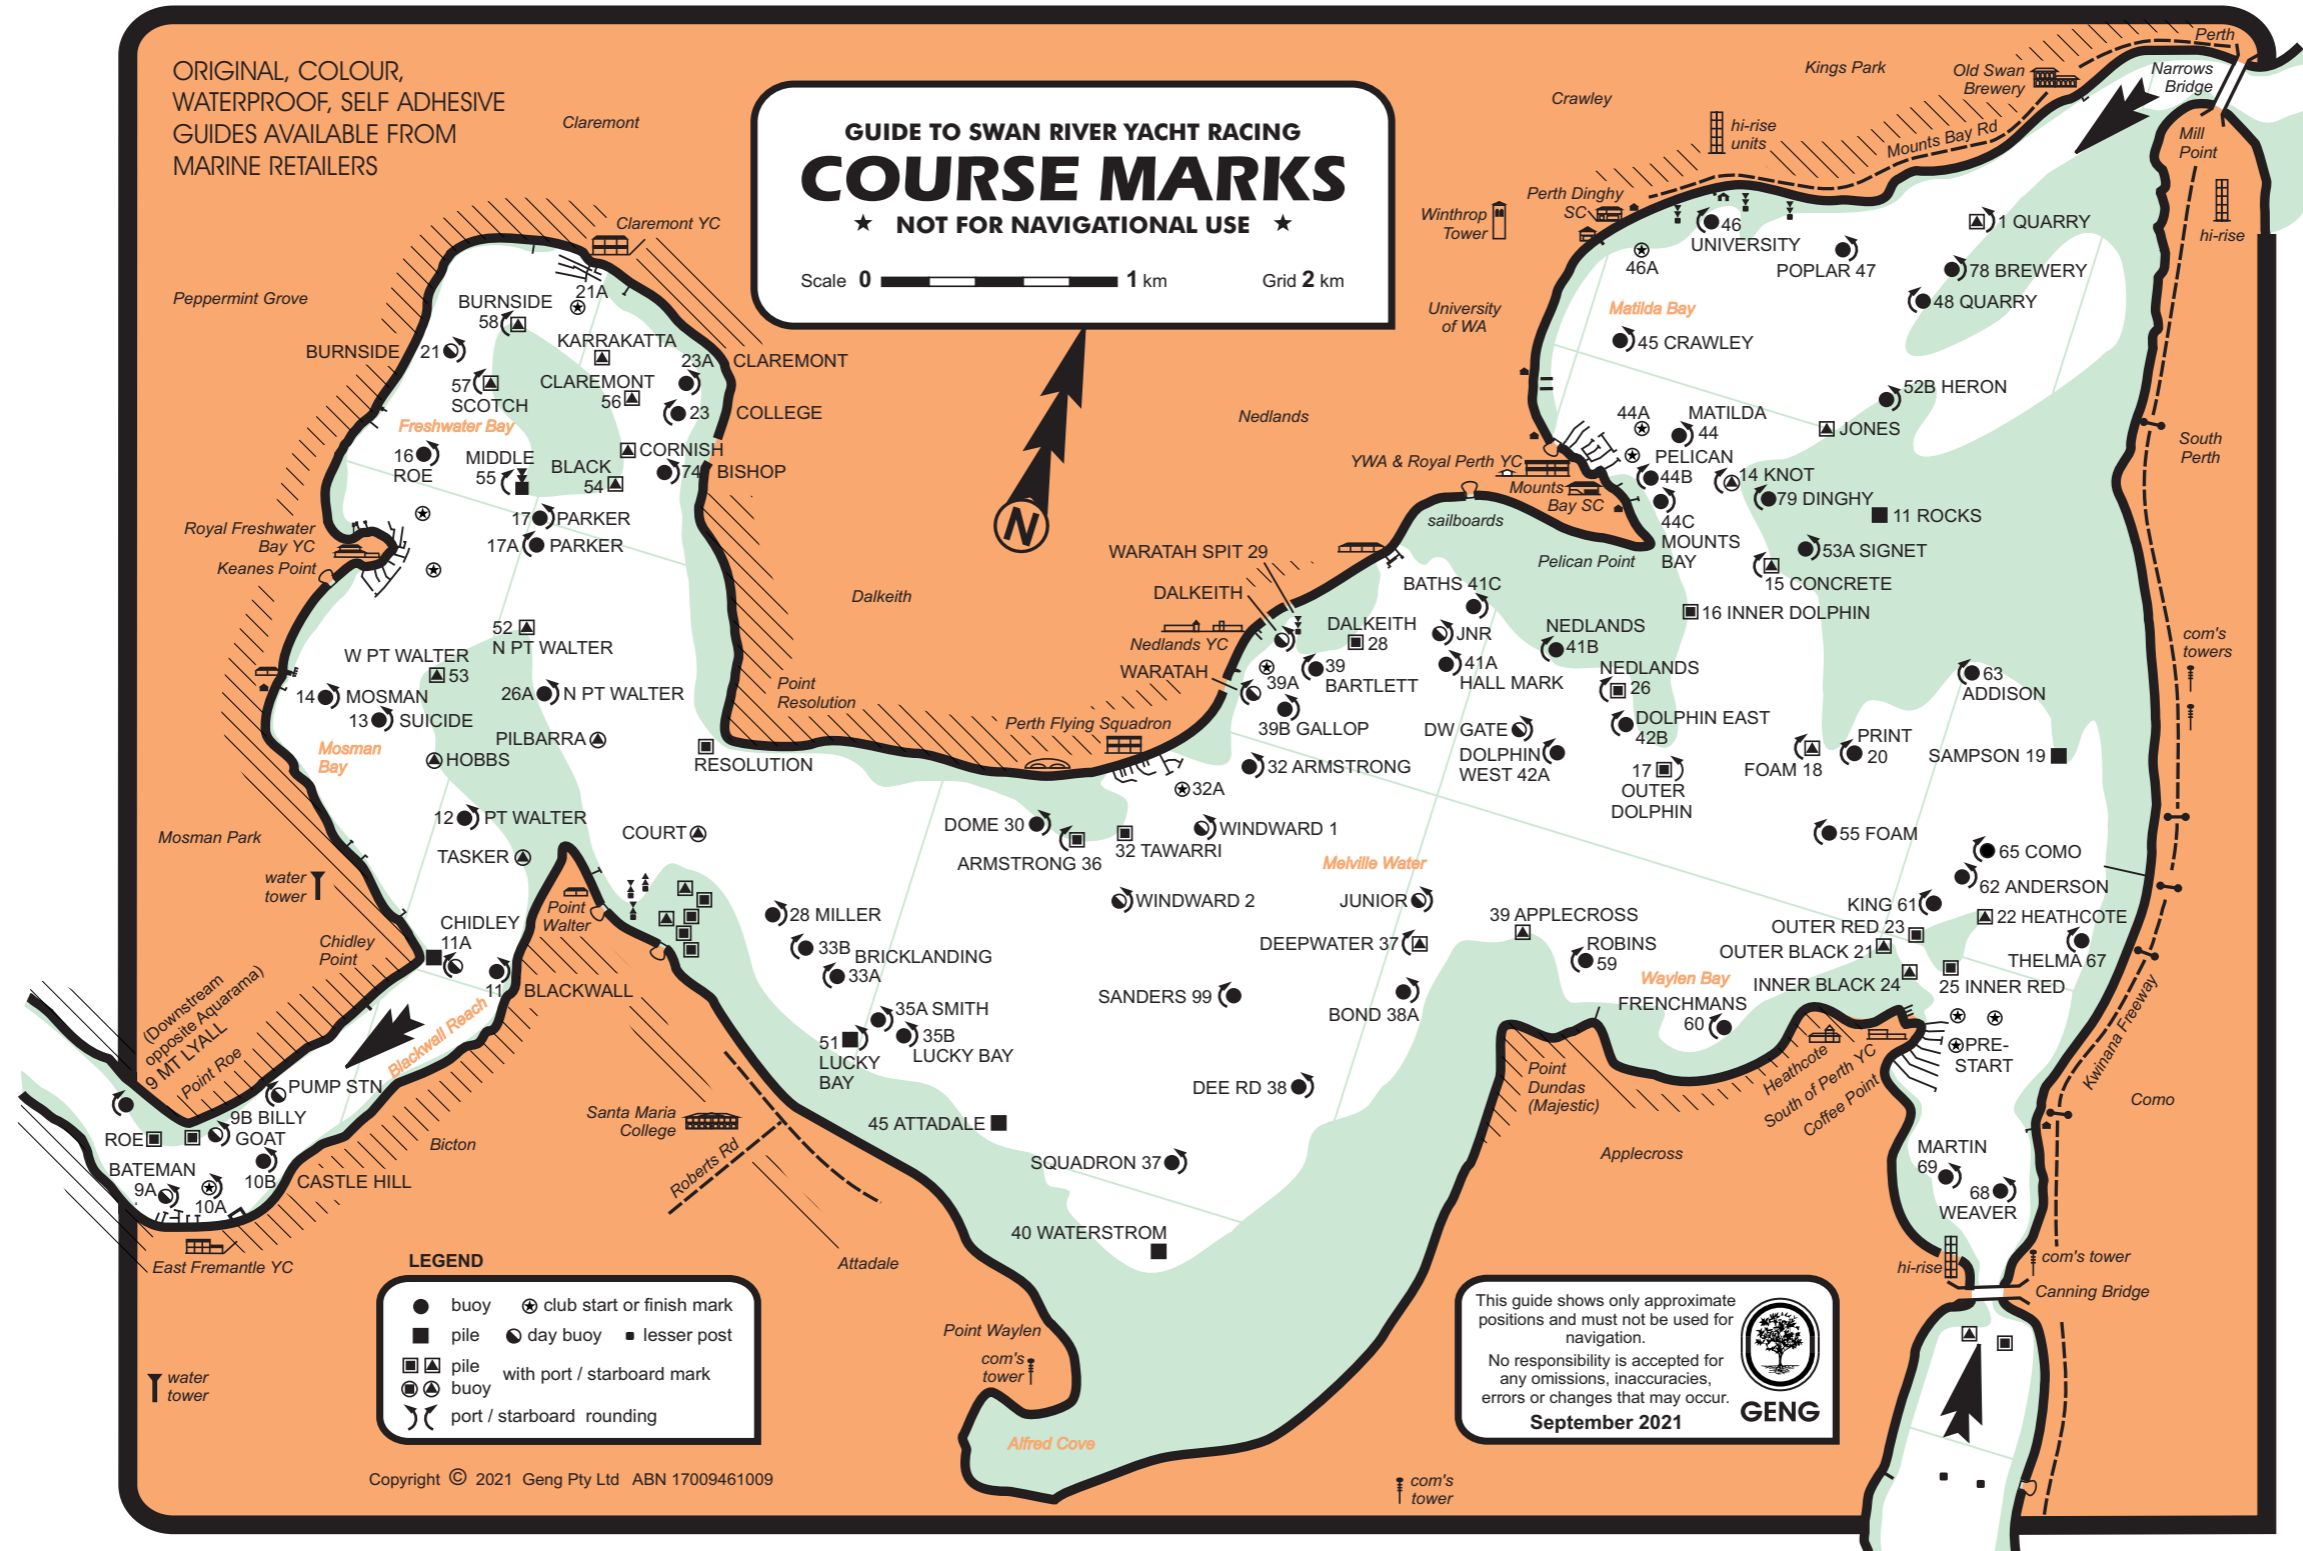 ORIGINAL, COLOUR,
WATERPROOF, SELF ADHESIVE
GUIDES AVAILABLE FROM
MARINE RETAILERS
GUIDE TO SWAN RIVER YACHT RACING
COURSE MARKS
★ NOT FOR NAVIGATIONAL USE ★
Scale 0 1 km Grid 2 km
N
Claremont
Claremont YC
Peppermint Grove
21A
BURNSIDE
58
BURNSIDE 21
KARRAKATTA
23A CLAREMONT
57
SCOTCH
CLAREMONT
56
23 COLLEGE
Freshwater Bay
16
ROE
MIDDLE
55
CORNISH
BLACK
54
74 BISHOP
17 PARKER
17A PARKER
Royal Freshwater
Bay YC
Keanes Point
52
N PT WALTER
W PT WALTER
53
14 MOSMAN
13 SUICIDE
26A N PT WALTER
Mosman
Bay
PILBARRA
HOBBS
RESOLUTION
Point
Resolution
12 PT WALTER
COURT
TASKER
Mosman Park
water
tower
Point
Walter
CHIDLEY
11A
Chidley
Point
11 BLACKWALL
Blackwall Reach
(Downstream
opposite Aquarama)
9 MT LYALL
Point Roe
PUMP STN
9B BILLY
GOAT
ROE
BATEMAN
9A
10A
10B
CASTLE HILL
Bicton
East Fremantle YC
water
tower
Dalkeith
Nedlands
Perth Flying Squadron
WARATAH SPIT 29
DALKEITH
Nedlands YC
WARATAH
DALKEITH
28
39
BARTLETT
39A
39B GALLOP
32 ARMSTRONG
32A
sailboards
BATHS 41C
JNR
41A
HALL MARK
NEDLANDS
41B
NEDLANDS
26
DW GATE
DOLPHIN EAST
42B
DOLPHIN
WEST 42A
17
OUTER
DOLPHIN
DOME 30
ARMSTRONG 36
32 TAWARRI
WINDWARD 1
Melville Water
WINDWARD 2
JUNIOR
28 MILLER
33B
BRICKLANDING
33A
35A SMITH
35B
LUCKY BAY
51
LUCKY
BAY
DEEPWATER 37
39 APPLECROSS
SANDERS 99
BOND 38A
DEE RD 38
45 ATTADALE
SQUADRON 37
40 WATERSTROM
Santa Maria
College
Roberts Rd
Attadale
Point Waylen
com's
tower
Alfred Cove
Crawley
Kings Park
Old Swan
Brewery
Perth
Narrows
Bridge
Mounts Bay Rd
hi-rise
units
Mill
Point
hi-rise
Perth Dinghy
SC
Winthrop
Tower
University
of WA
46
UNIVERSITY
46A
1 QUARRY
POPLAR 47
78 BREWERY
48 QUARRY
Matilda Bay
45 CRAWLEY
52B HERON
44A
MATILDA
44
JONES
PELICAN
44B
44C
MOUNTS
BAY
14 KNOT
79 DINGHY
11 ROCKS
53A SIGNET
15 CONCRETE
16 INNER DOLPHIN
YWA & Royal Perth YC
Mounts
Bay SC
Pelican Point
South
Perth
com's
towers
63
ADDISON
PRINT
20
FOAM 18
SAMPSON 19
55 FOAM
65 COMO
62 ANDERSON
KING 61
22 HEATHCOTE
OUTER RED 23
OUTER BLACK 21
THELMA 67
INNER BLACK 24
25 INNER RED
ROBINS
59
Waylen Bay
FRENCHMANS
60
PRE-
START
Heathcote
South of Perth YC
Coffee Point
Kwinana Freeway
Point
Dundas
(Majestic)
Applecross
Como
MARTIN
69
68
WEAVER
hi-rise
com's tower
Canning Bridge
com's
tower
LEGEND
buoy
club start or finish mark
pile
day buoy
lesser post
pile
buoy
with port / starboard mark
port / starboard rounding
Copyright © 2021 Geng Pty Ltd ABN 17009461009
This guide shows only approximate
positions and must not be used for
navigation.
No responsibility is accepted for
any omissions, inaccuracies,
errors or changes that may occur.
September 2021
GENG